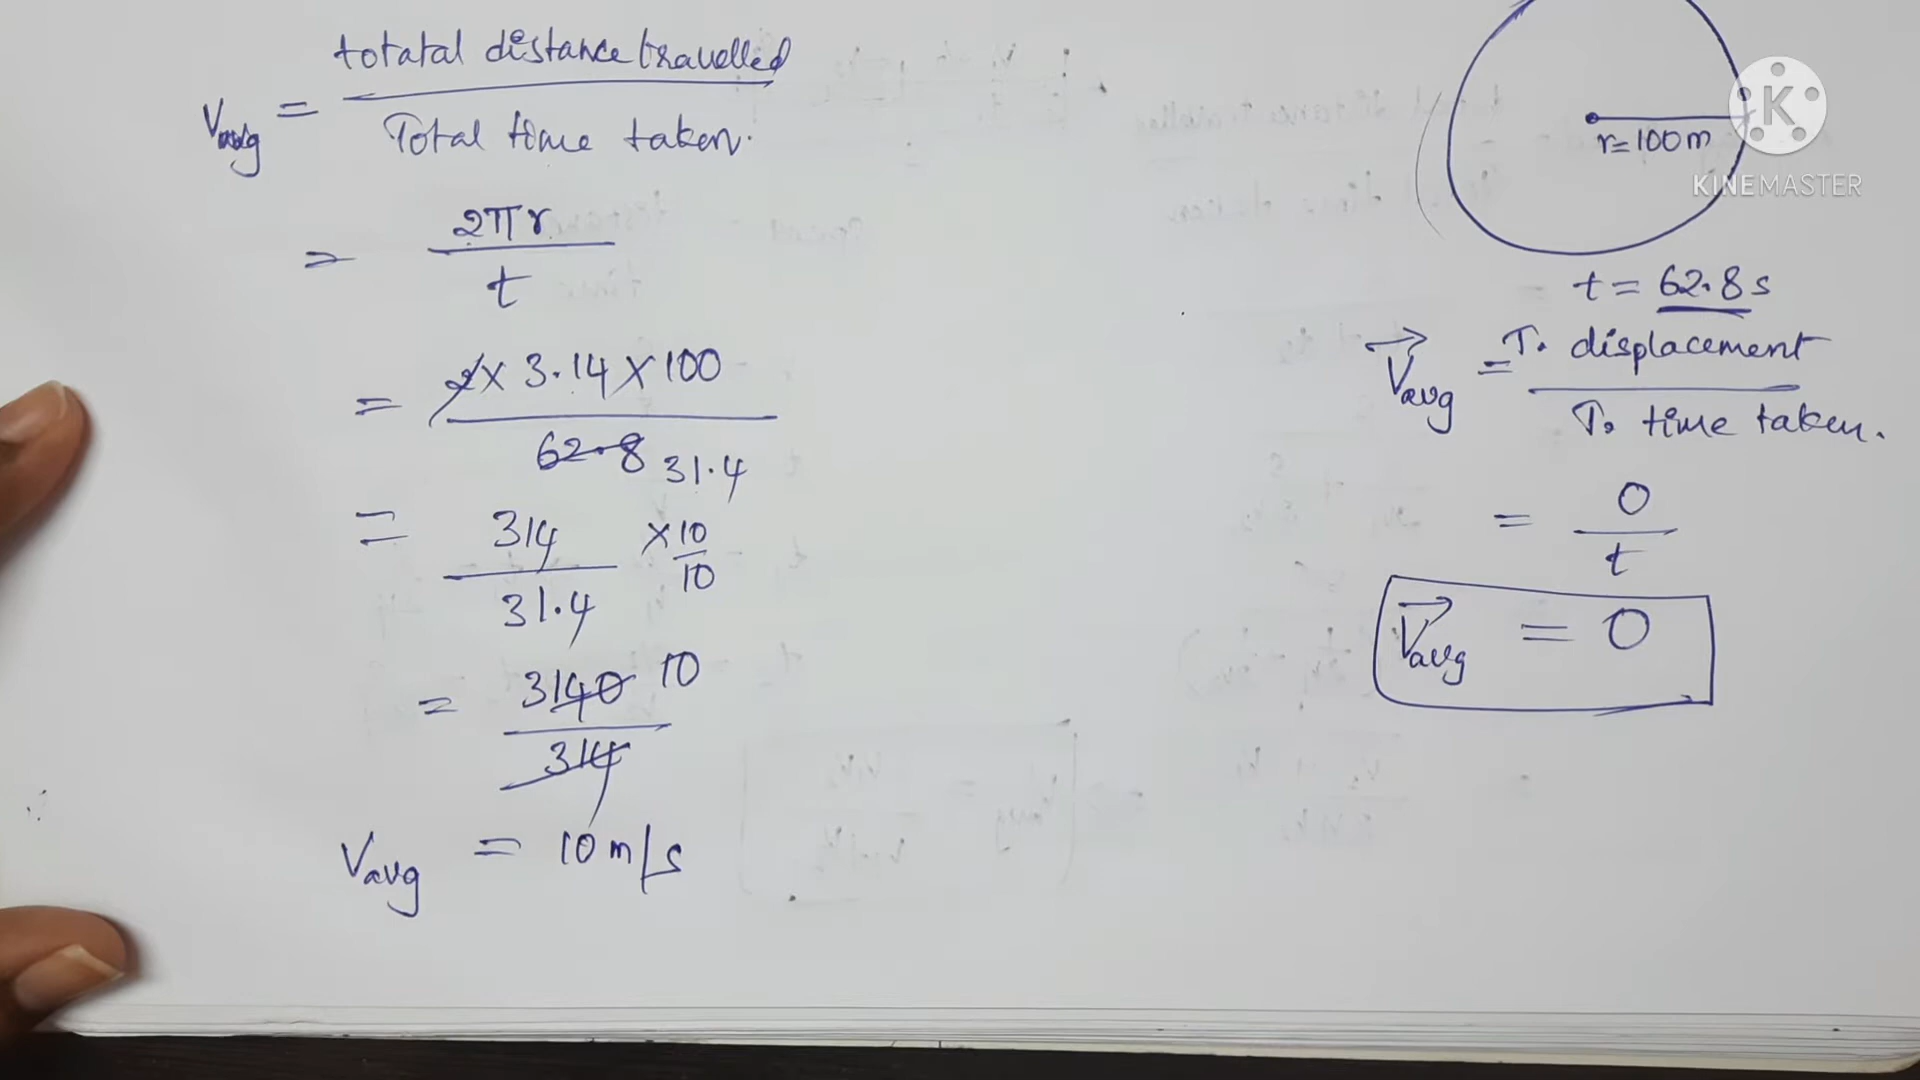 totatal distance travelled
Vavg =
Total time taken.
= 2πr
t
= 2 x 3.14 x 100
62.8 31.4
= 314 x 10
31.4 10
= 3140 10
314
Vavg = 10 m/s
r = 100 m
K
KINEMASTER
t = 62.8 s
Vavg = T. displacement
T. time taken.
= 0
t
Vavg = 0